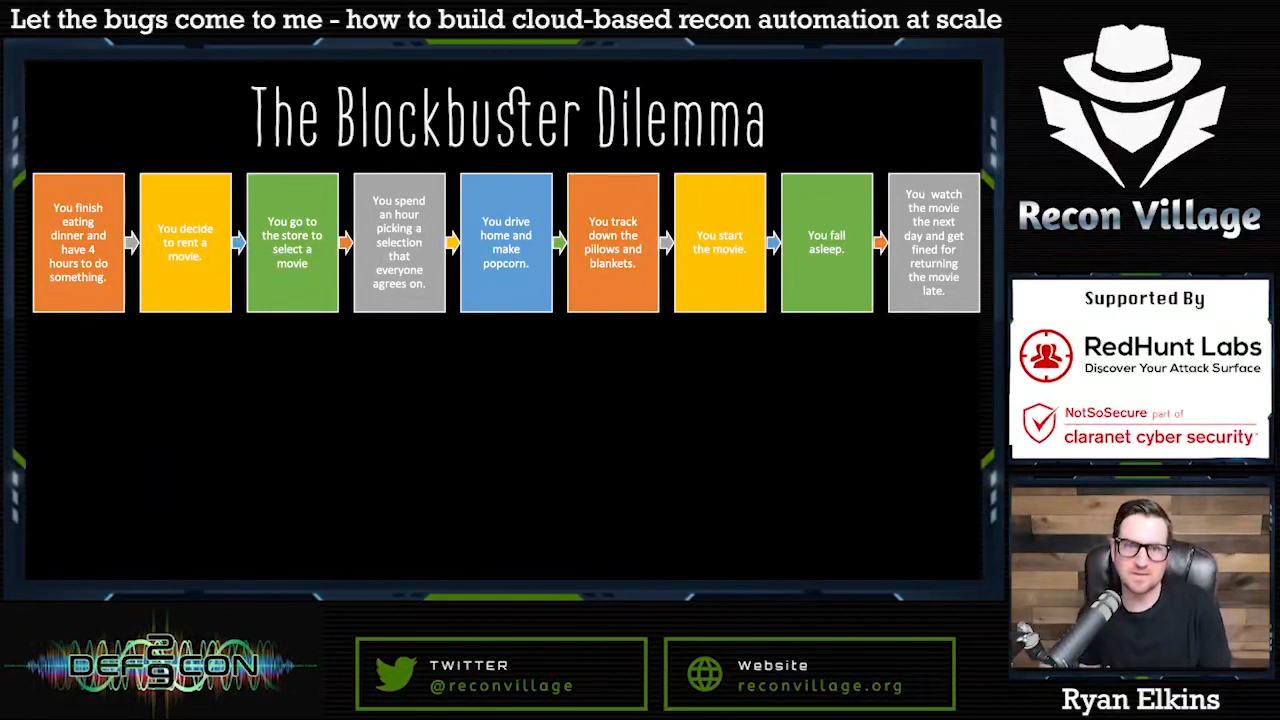 Let the bugs come to me - how to build cloud-based recon automation at scale
The Blockbuster Dilemma
You finish
eating
dinner and
have 4
hours to do
something.
You decide
to rent a
movie.
You go to
the store to
select a
movie
You spend
an hour
picking a
selection
that
everyone
agrees on.
You drive
home and
make
popcorn.
You track
down the
pillows and
blankets.
You start
the movie.
You fall
asleep.
You watch
the movie
the next
day and get
fined for
returning
the movie
late.
Recon Village
Supported By
RedHunt Labs
Discover Your Attack Surface
NotSoSecure part of
claranet cyber security
DEF CON
29
TWITTER
@reconvillage
Website
reconvillage.org
Ryan Elkins